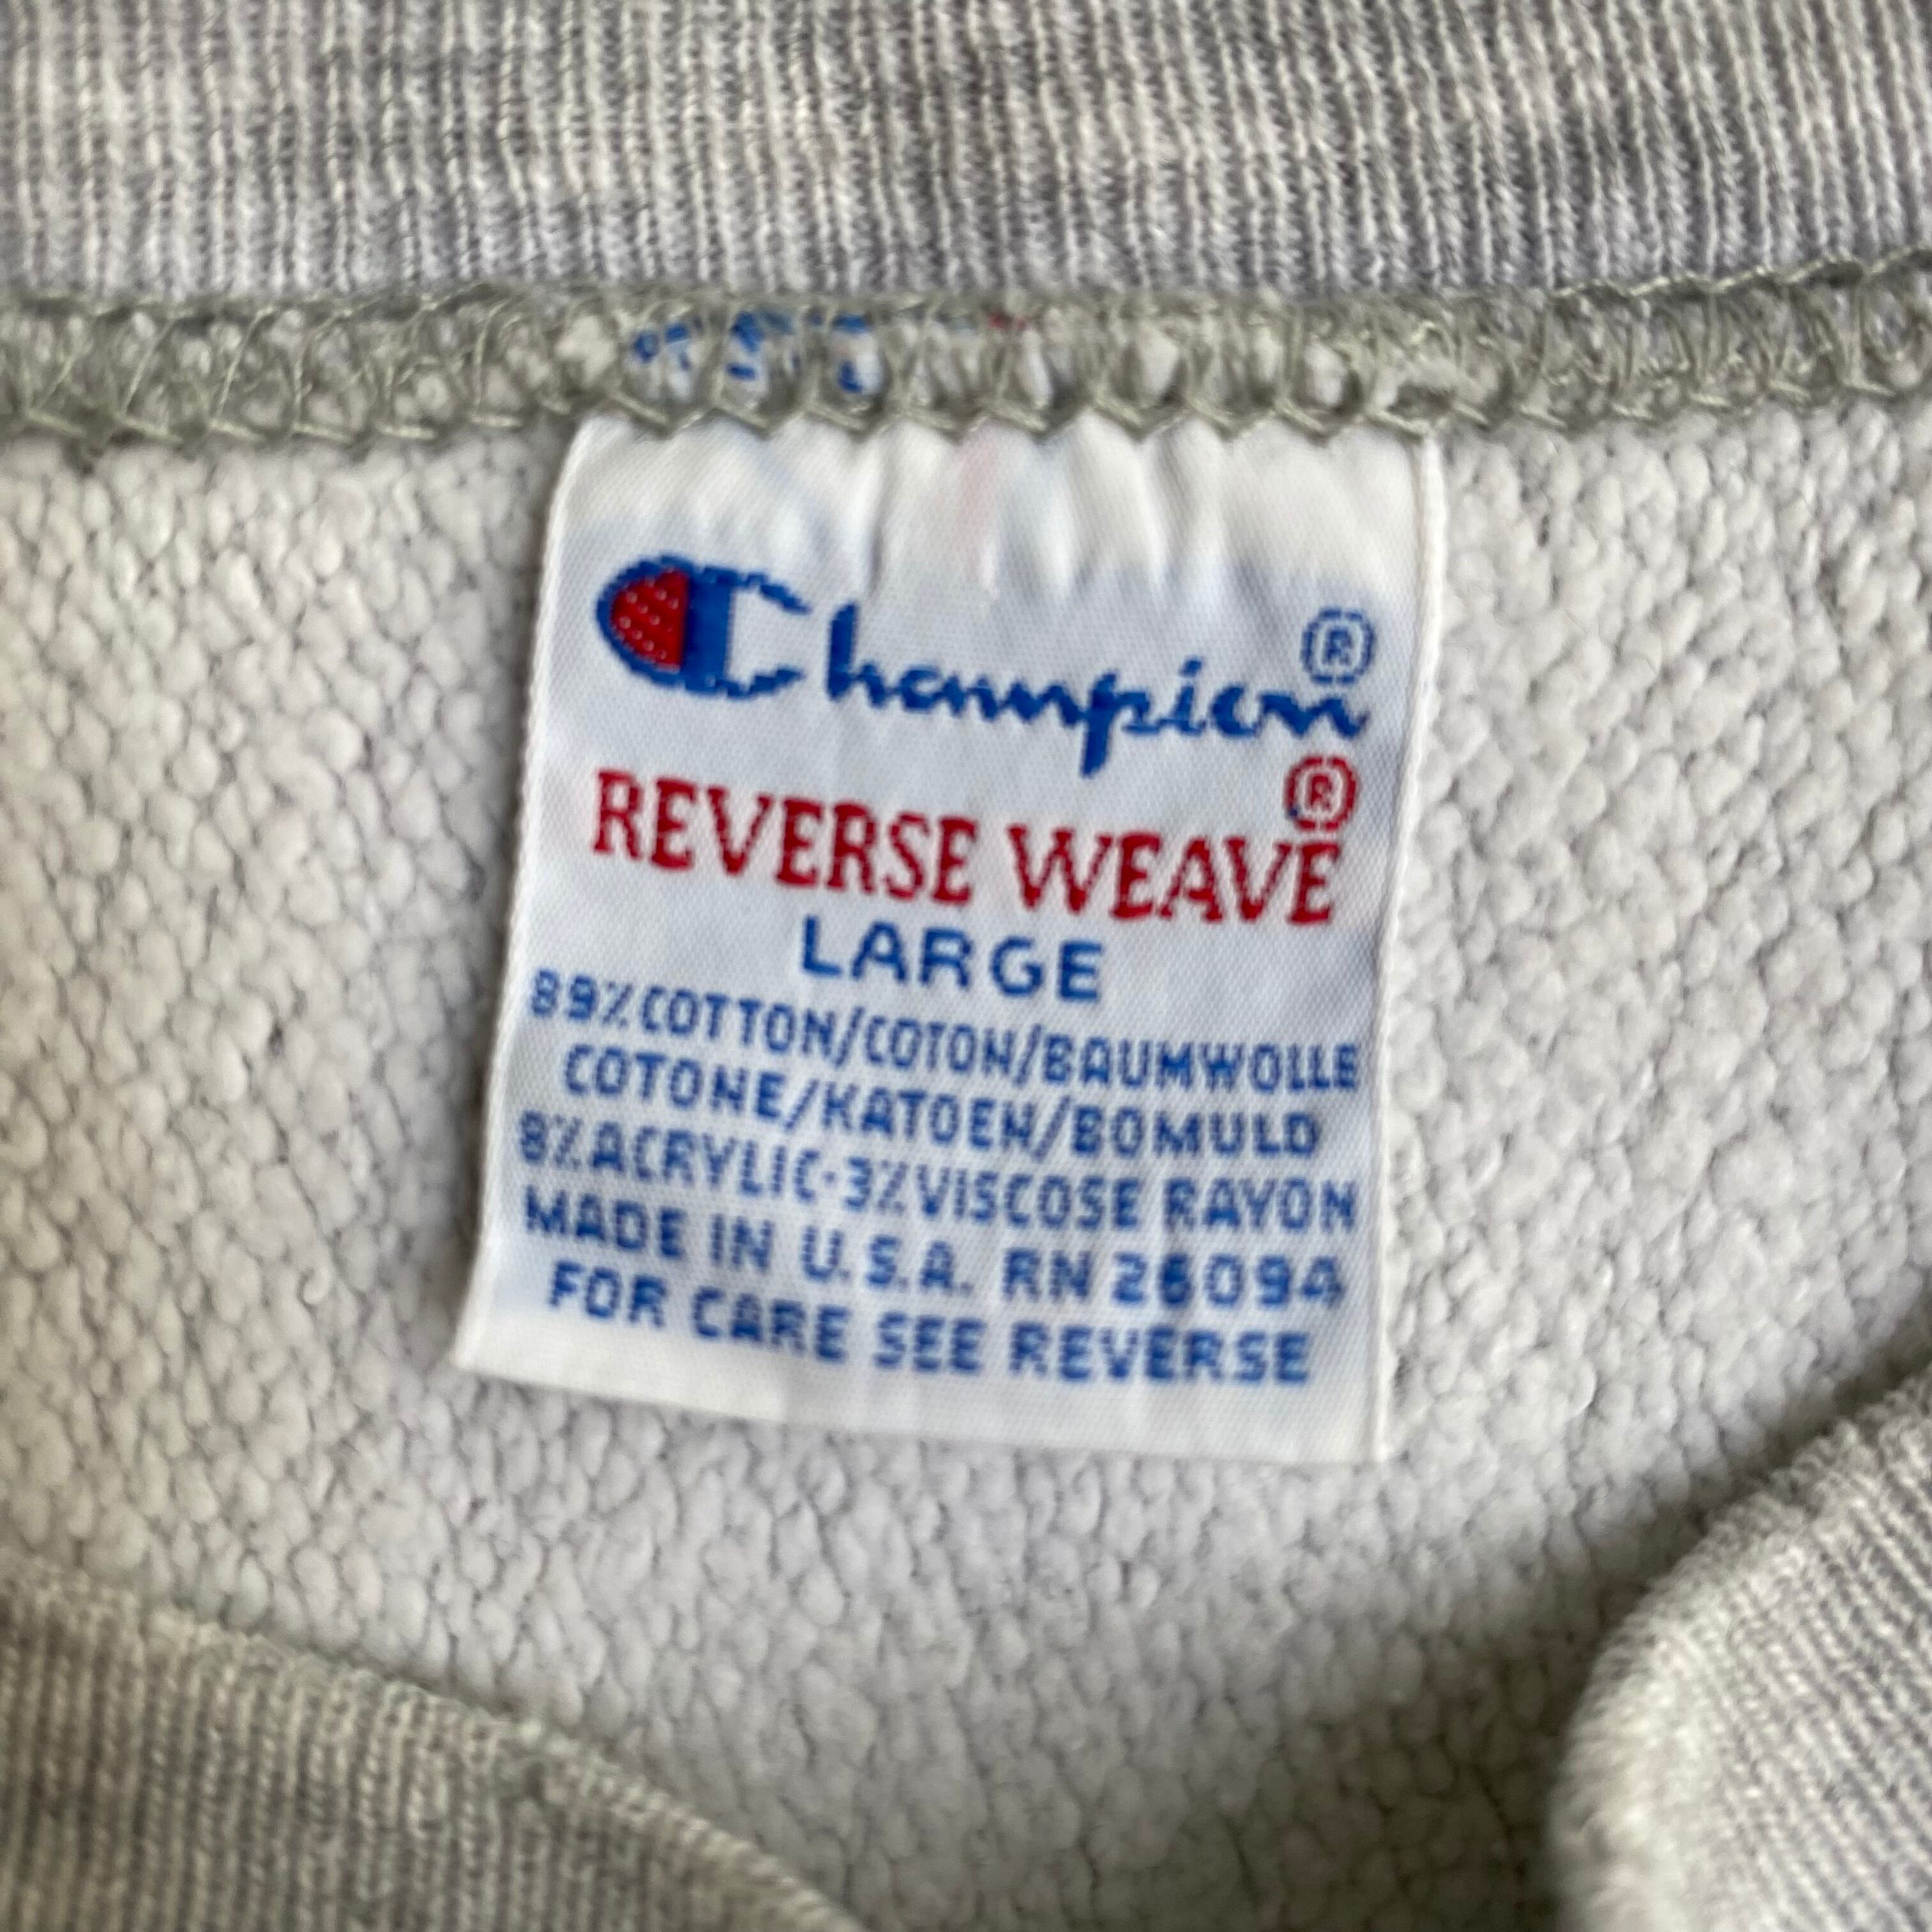 Champion®
REVERSE WEAVE®
LARGE
89% COTTON/COTON/BAUMWOLLE
COTONE/KATOEN/BOMULD
8% ACRYLIC·3% VISCOSE RAYON
MADE IN U.S.A. RN 26094
FOR CARE SEE REVERSE